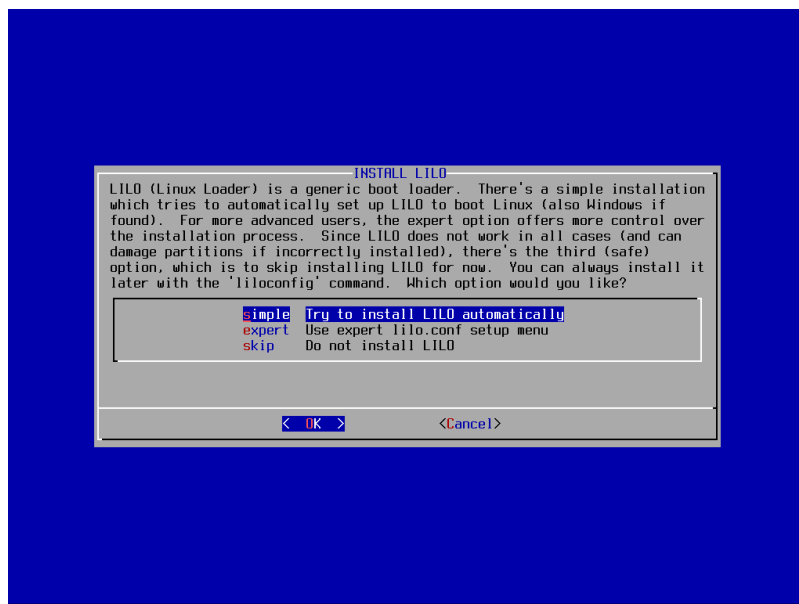 INSTALL LILO
LILO (Linux Loader) is a generic boot loader.  There's a simple installation
which tries to automatically set up LILO to boot Linux (also Windows if
found).  For more advanced users, the expert option offers more control over
the installation process.  Since LILO does not work in all cases (and can
damage partitions if incorrectly installed), there's the third (safe)
option, which is to skip installing LILO for now.  You can always install it
later with the 'liloconfig' command.  Which option would you like?
simple  Try to install LILO automatically
expert  Use expert lilo.conf setup menu
skip    Do not install LILO
<  OK  >  <Cancel>